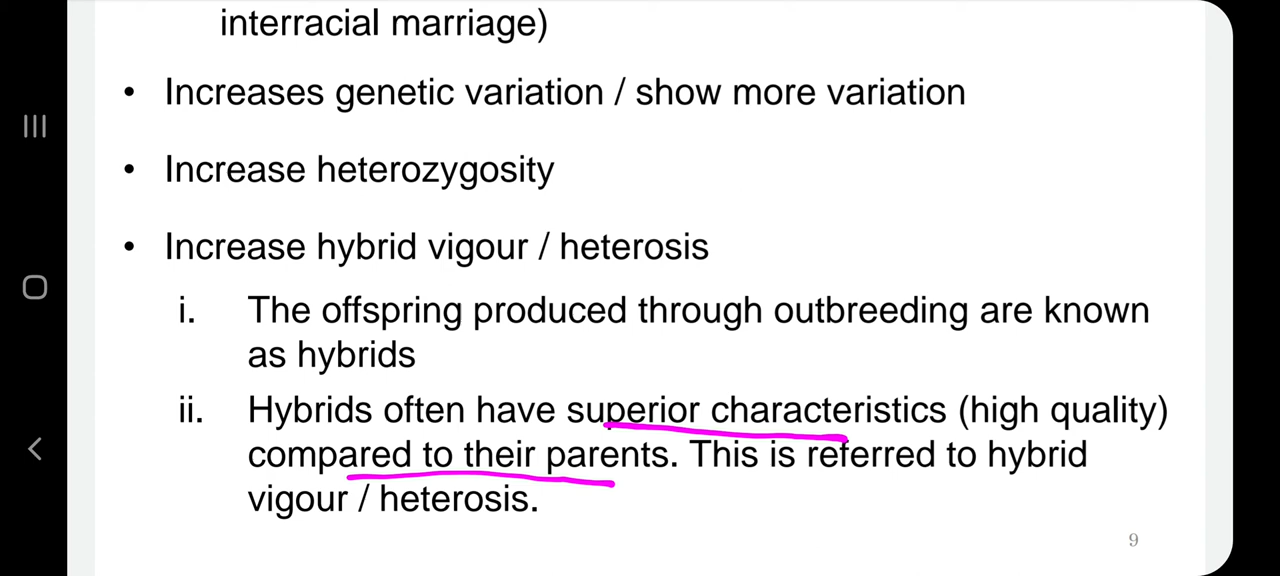 interracial marriage)
• Increases genetic variation / show more variation
• Increase heterozygosity
• Increase hybrid vigour / heterosis
i. The offspring produced through outbreeding are known
as hybrids
ii. Hybrids often have superior characteristics (high quality)
compared to their parents. This is referred to hybrid
vigour / heterosis.
9